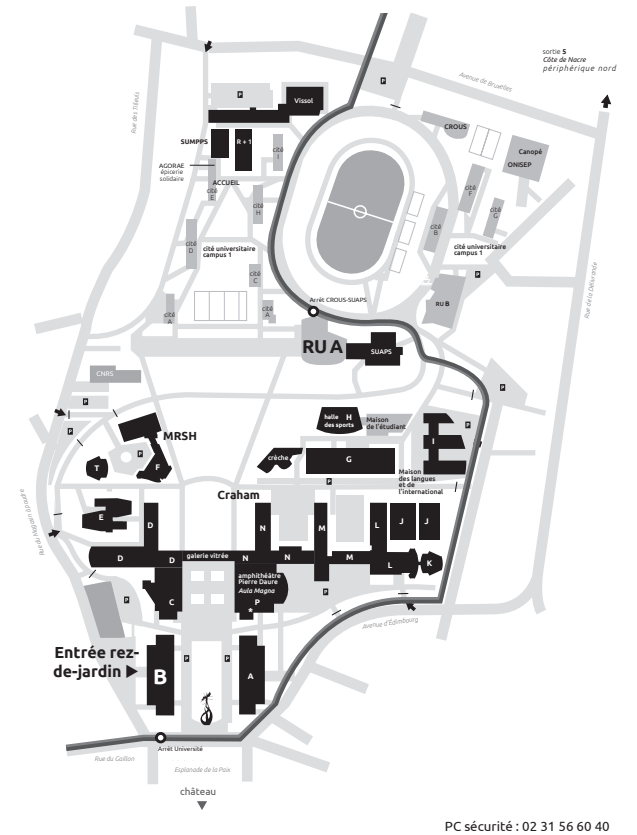 sortie 5
Côte de Nacre
périphérique nord
Avenue de Bruxelles
Rue des Tilleuls
P
P
Vissol
SUMPPS
R + 1
cité I
CROUS
Canopé
ONISEP
AGORAE
épicerie
solidaire
ACCUEIL
cité E
cité H
cité F
cité G
cité B
cité D
cité universitaire
campus 1
cité universitaire
campus 1
cité C
P
cité A
cité A
RU B
Rue de la Délivrande
Arrêt CROUS-SUAPS
RU A
SUAPS
CNRS
P
P
P
halle H
des sports
Maison
de l'étudiant
P
I
MRSH
P
T
F
crèche
G
Maison
des langues
et de
l'international
P
Craham
E
D
N
M
L
J
J
D
D
galerie vitrée
N
N
M
L
K
amphithéâtre
Pierre Daure
Aula Magna
P
*
C
P
P
Avenue d'Édimbourg
Entrée rez-
de-jardin
B
P
P
A
Arrêt Université
Rue du Gaillon
Esplanade de la Paix
château
PC sécurité : 02 31 56 60 40